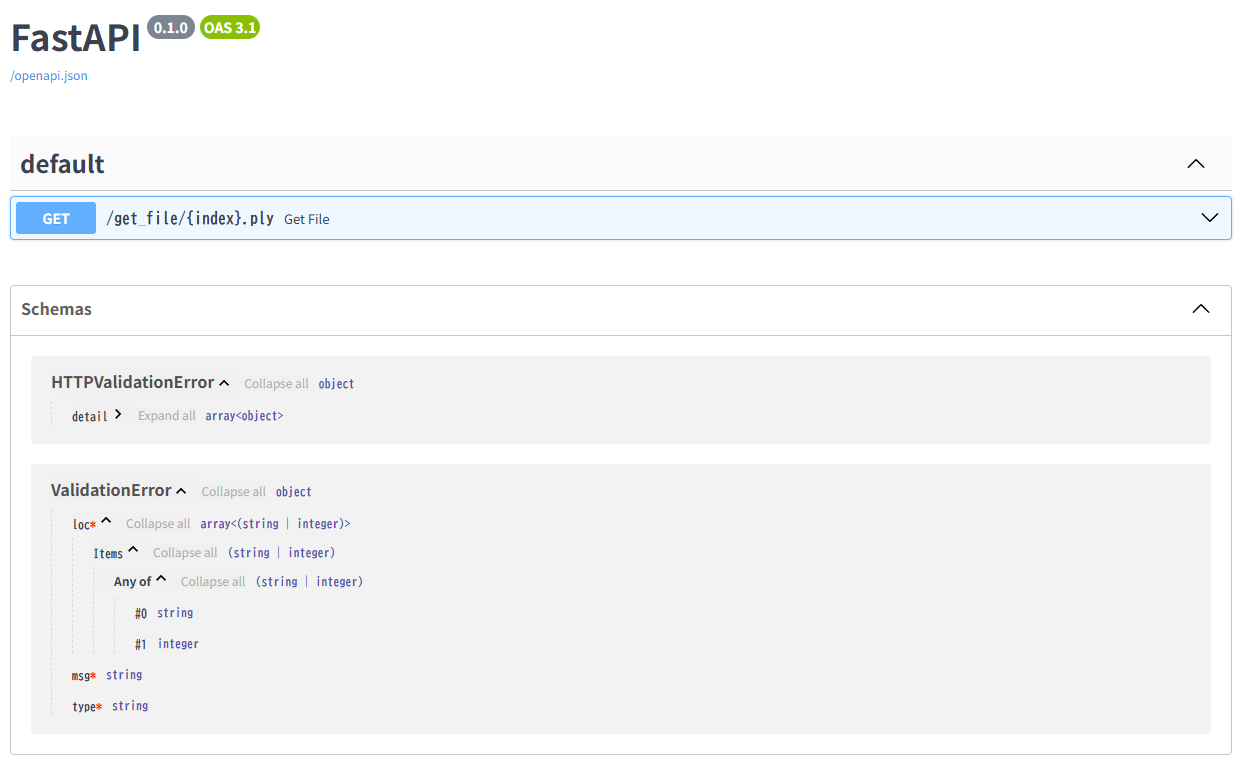 FastAPI 0.1.0 OAS 3.1
/openapi.json
default
GET /get_file/{index}.ply Get File
Schemas
HTTPValidationError Collapse all object
detail Expand all array<object>
ValidationError Collapse all object
loc* Collapse all array<(string | integer)>
Items Collapse all (string | integer)
Any of Collapse all (string | integer)
#0 string
#1 integer
msg* string
type* string